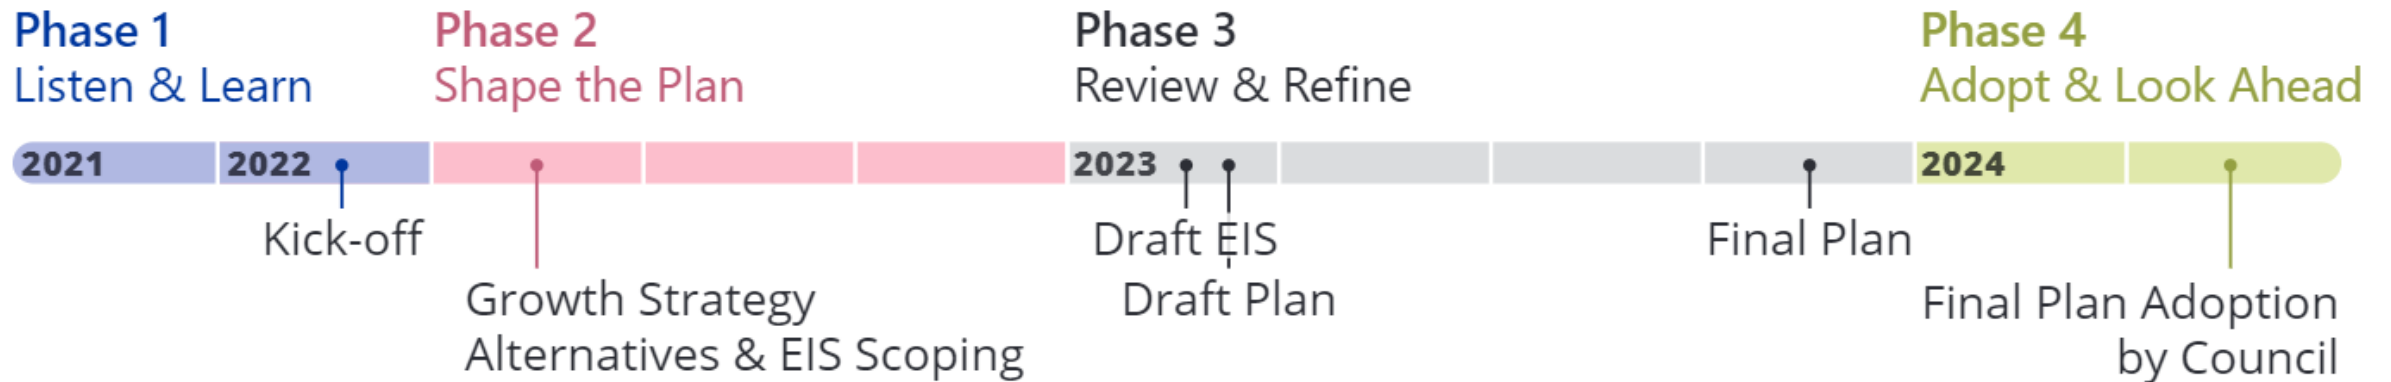 Phase 1
Listen & Learn
Phase 2
Shape the Plan
Phase 3
Review & Refine
Phase 4
Adopt & Look Ahead
2021
2022
2023
2024
Kick-off
Growth Strategy
Alternatives & EIS Scoping
Draft EIS
Draft Plan
Final Plan
Final Plan Adoption
by Council